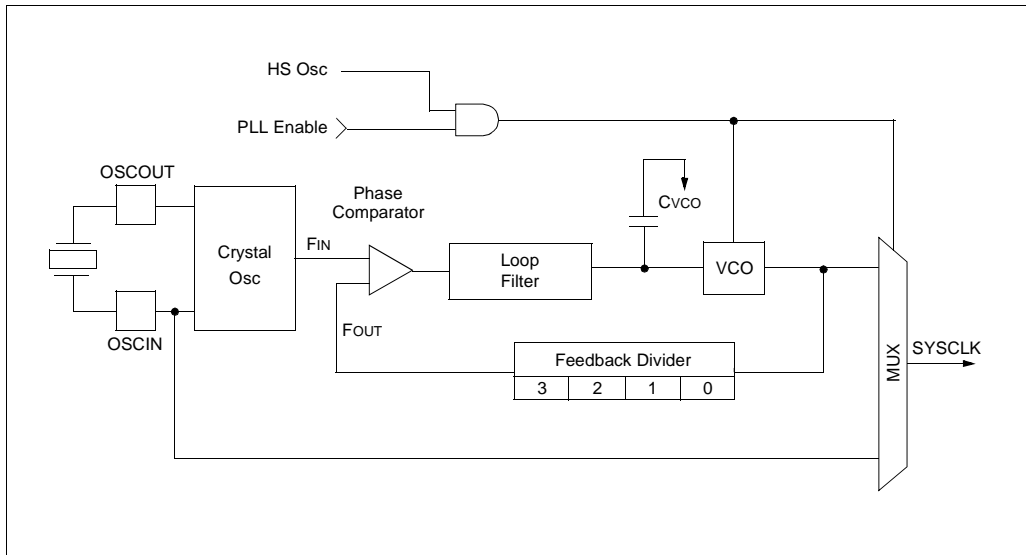 HS Osc
PLL Enable
OSCOUT
Crystal
Osc
OSCIN
FIN
Phase
Comparator
FOUT
Loop
Filter
CVCO
VCO
Feedback Divider
3 2 1 0
MUX
SYSCLK